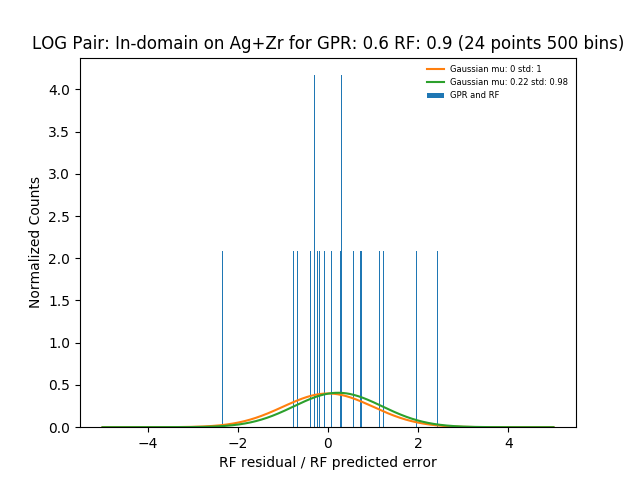 LOG Pair: In-domain on Ag+Zr for GPR: 0.6 RF: 0.9 (24 points 500 bins)
Gaussian mu: 0 std: 1
Gaussian mu: 0.22 std: 0.98
GPR and RF
Normalized Counts
4.0
3.5
3.0
2.5
2.0
1.5
1.0
0.5
0.0
−4 −2 0 2 4
RF residual / RF predicted error